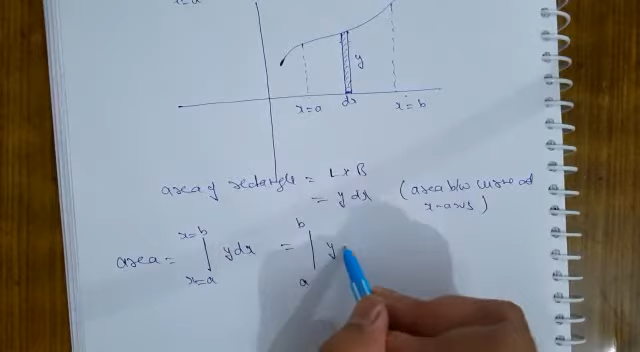 x=a
y
x=a dx x=b
area of rectangle = L×B
= y dx (area b/w curve and x-axis)
area = ∫ x=a x=b y dx = ∫ a b y